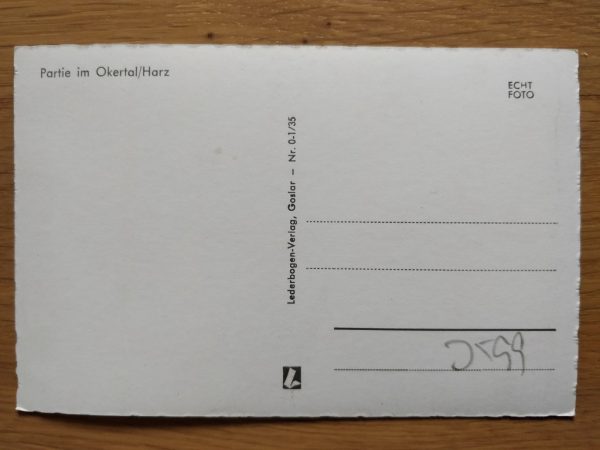 Partie im Okertal/Harz
ECHT
FOTO
Lederbogen-Verlag, Goslar – Nr. 0-1/35